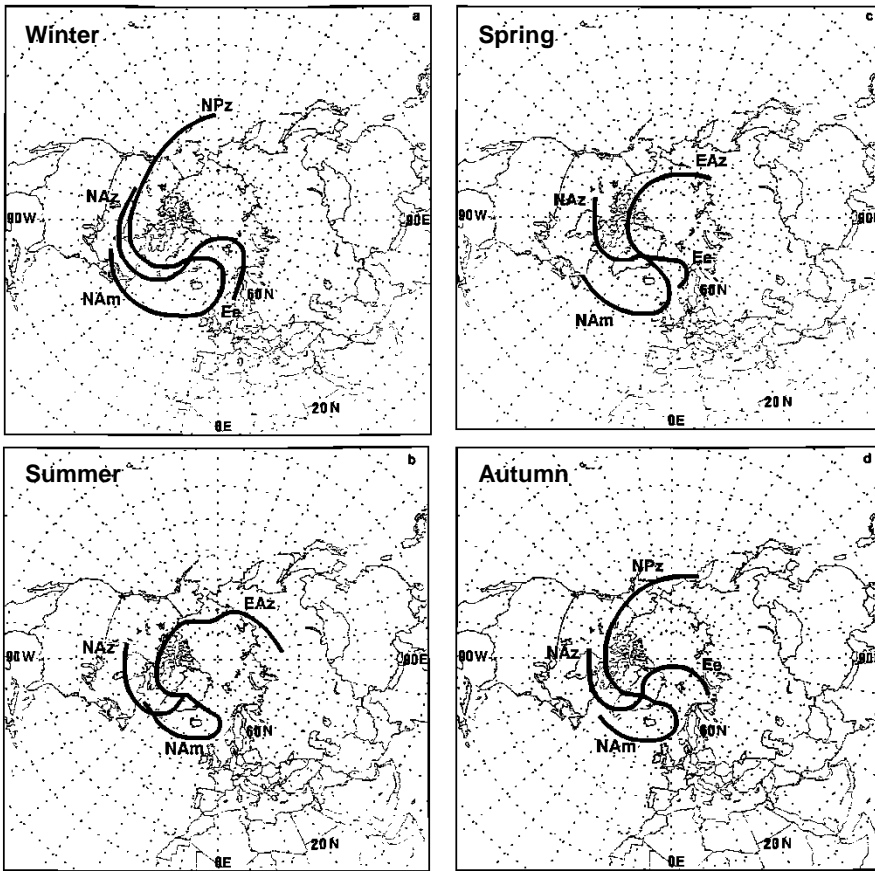 a
Winter
NPz
NAz
90W
90E
NAm
60N
Ee
20N
0E
c
Spring
EAz
NAz
90W
90E
Ee
60N
NAm
20N
0E
b
Summer
EAz
NAz
90W
90E
60N
NAm
20N
0E
d
Autumn
NPz
NAz
Ee
90W
90E
60N
NAm
20N
0E